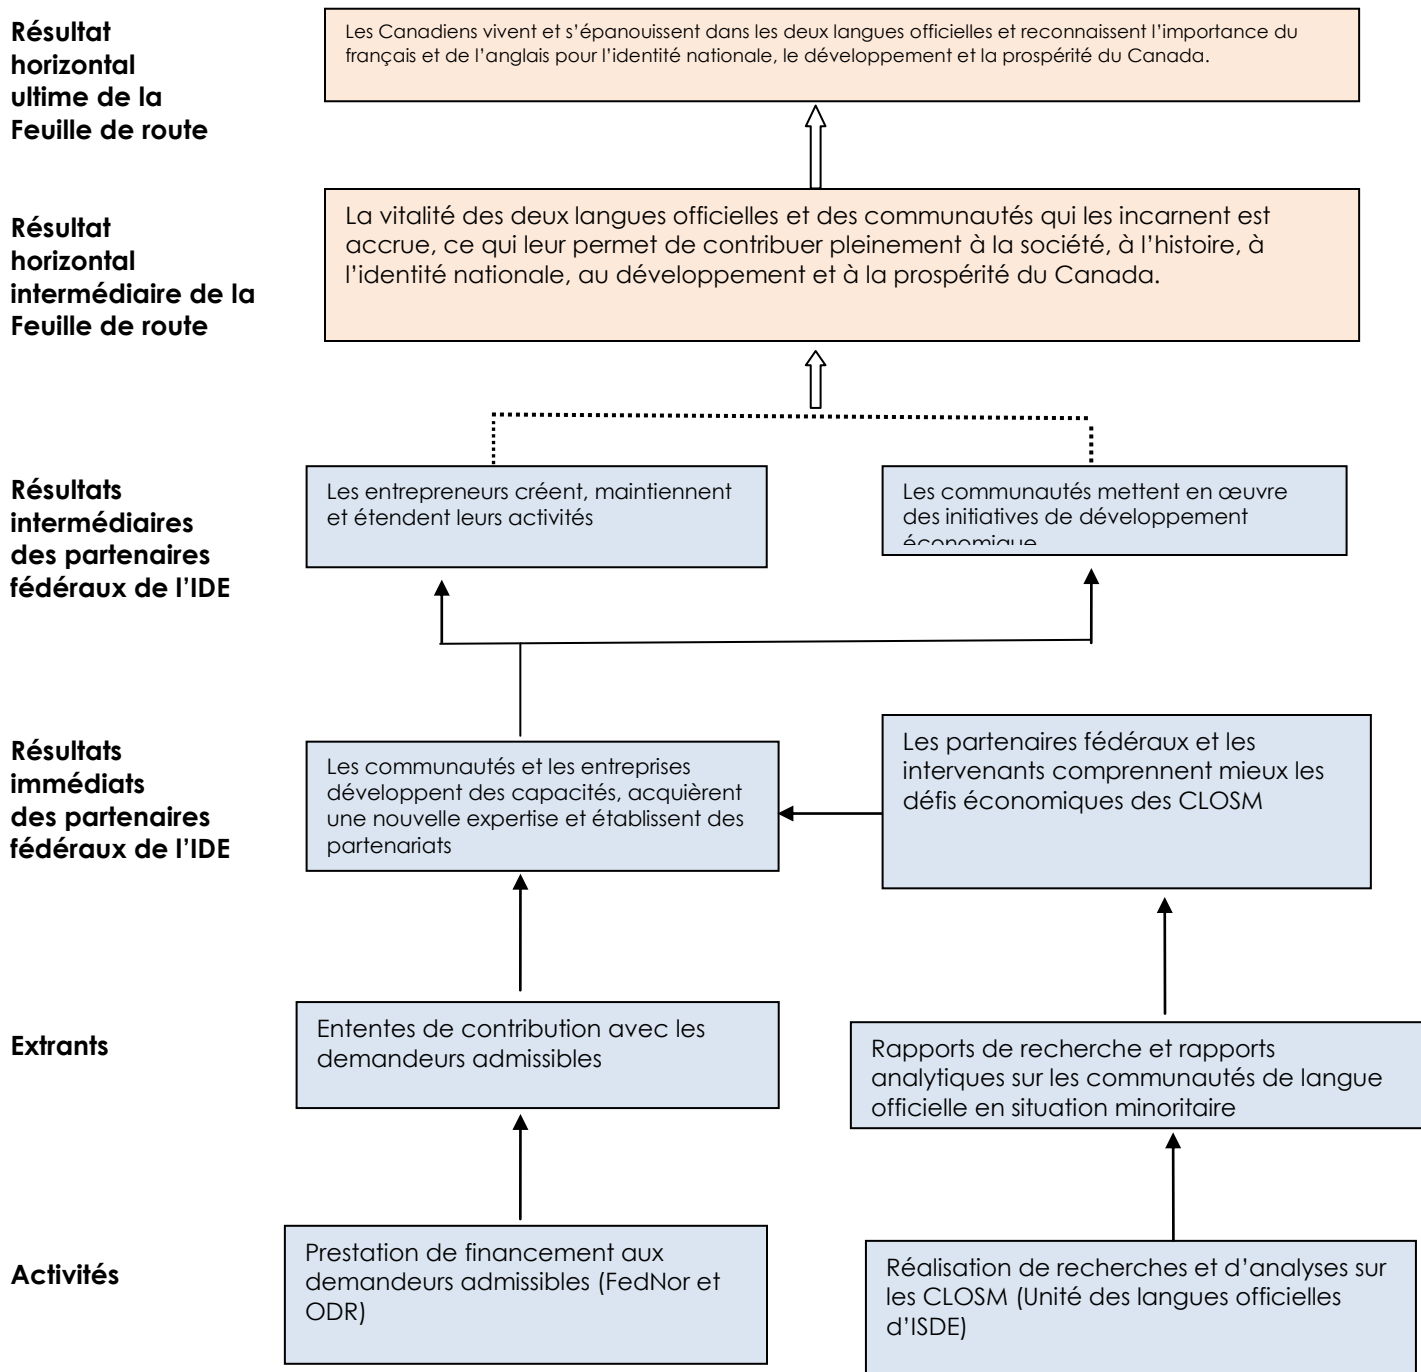 Résultat
horizontal
ultime de la
Feuille de route
Les Canadiens vivent et s’épanouissent dans les deux langues officielles et reconnaissent l’importance du
français et de l’anglais pour l’identité nationale, le développement et la prospérité du Canada.
Résultat
horizontal
intermédiaire de la
Feuille de route
La vitalité des deux langues officielles et des communautés qui les incarnent est
accrue, ce qui leur permet de contribuer pleinement à la société, à l’histoire, à
l’identité nationale, au développement et à la prospérité du Canada.
Résultats
intermédiaires
des partenaires
fédéraux de l’IDE
Les entrepreneurs créent, maintiennent
et étendent leurs activités
Les communautés mettent en œuvre
des initiatives de développement
économique
Résultats
immédiats
des partenaires
fédéraux de l’IDE
Les communautés et les entreprises
développent des capacités, acquièrent
une nouvelle expertise et établissent des
partenariats
Les partenaires fédéraux et les
intervenants comprennent mieux les
défis économiques des CLOSM
Extrants
Ententes de contribution avec les
demandeurs admissibles
Rapports de recherche et rapports
analytiques sur les communautés de langue
officielle en situation minoritaire
Activités
Prestation de financement aux
demandeurs admissibles (FedNor et
ODR)
Réalisation de recherches et d’analyses sur
les CLOSM (Unité des langues officielles
d’ISDE)